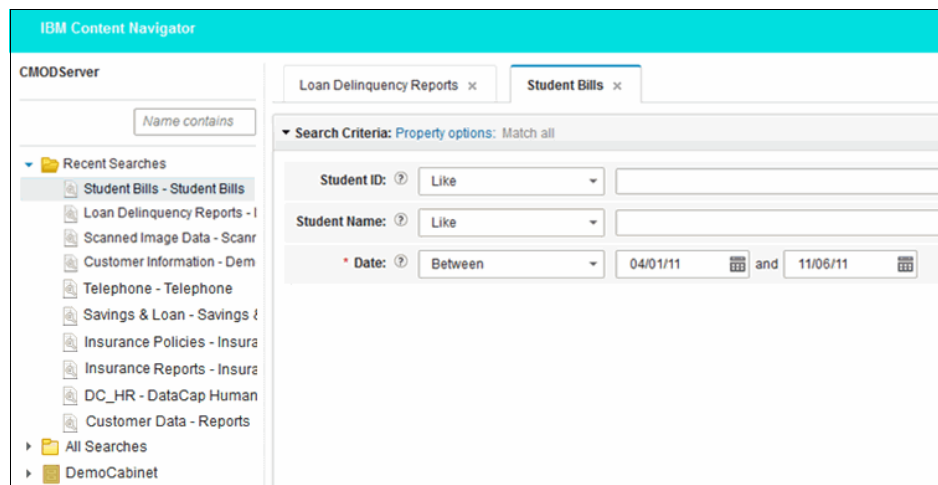 IBM Content Navigator
CMODServer
Name contains
Recent Searches
Student Bills - Student Bills
Loan Delinquency Reports - l
Scanned Image Data - Scanr
Customer Information - Dem
Telephone - Telephone
Savings & Loan - Savings &
Insurance Policies - Insura
Insurance Reports - Insura
DC_HR - DataCap Human
Customer Data - Reports
All Searches
DemoCabinet
Loan Delinquency Reports × Student Bills ×
Search Criteria: Property options: Match all
Student ID: ? Like
Student Name: ? Like
* Date: ? Between 04/01/11 and 11/06/11